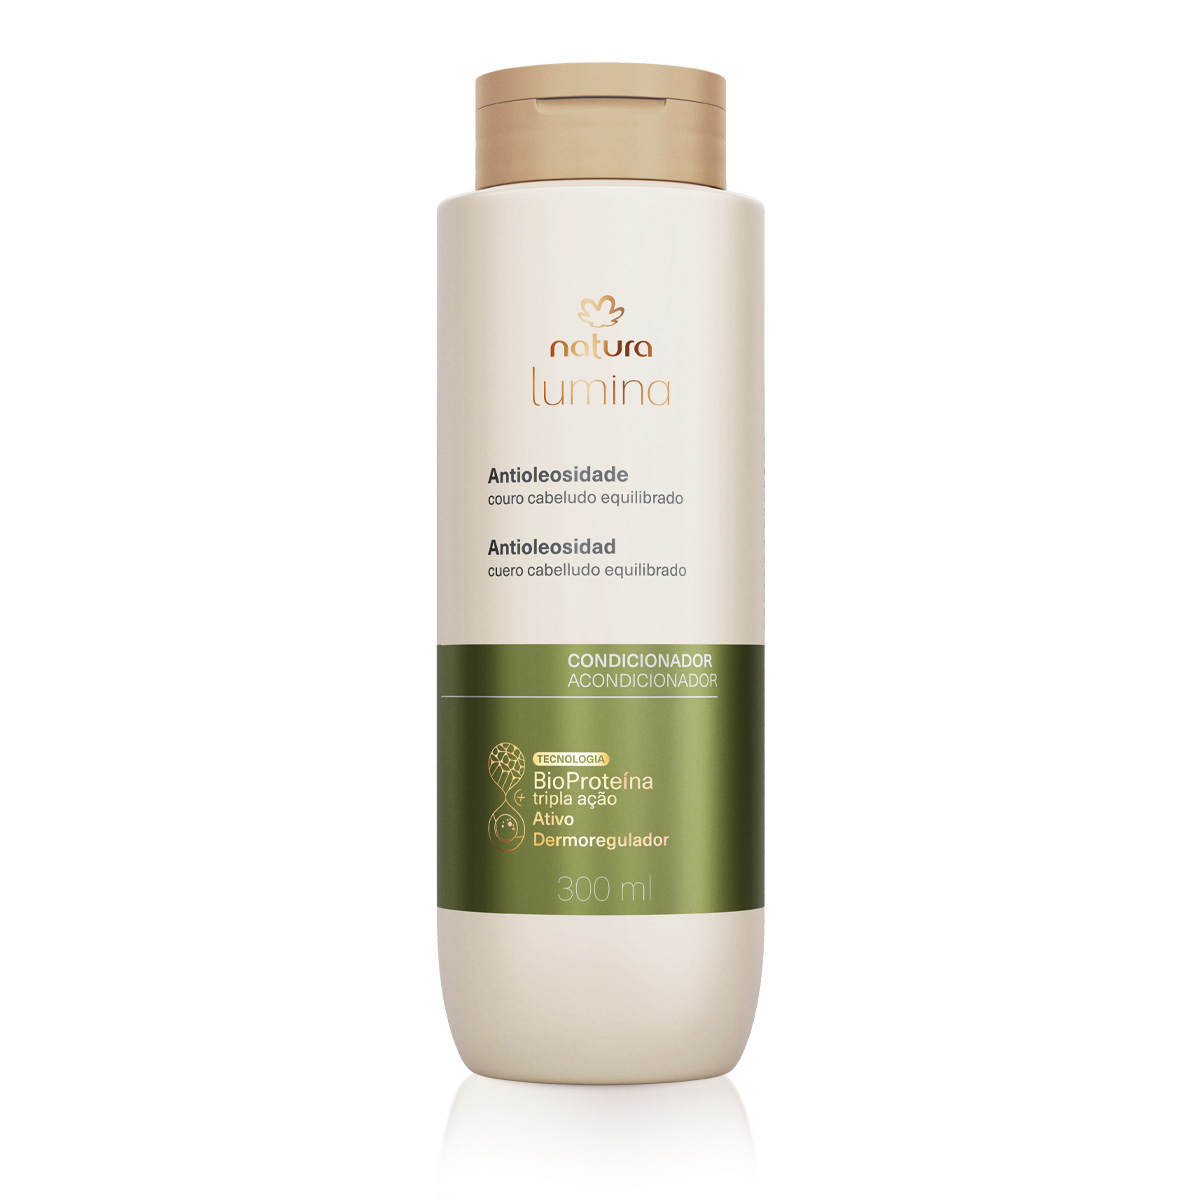 natura
lumina
Antioleosidade
couro cabeludo equilibrado
Antioleosidad
cuero cabelludo equilibrado
CONDICIONADOR
ACONDICIONADOR
TECNOLOGIA
BioProteína
+ tripla ação
Ativo
Dermoregulador
300 ml